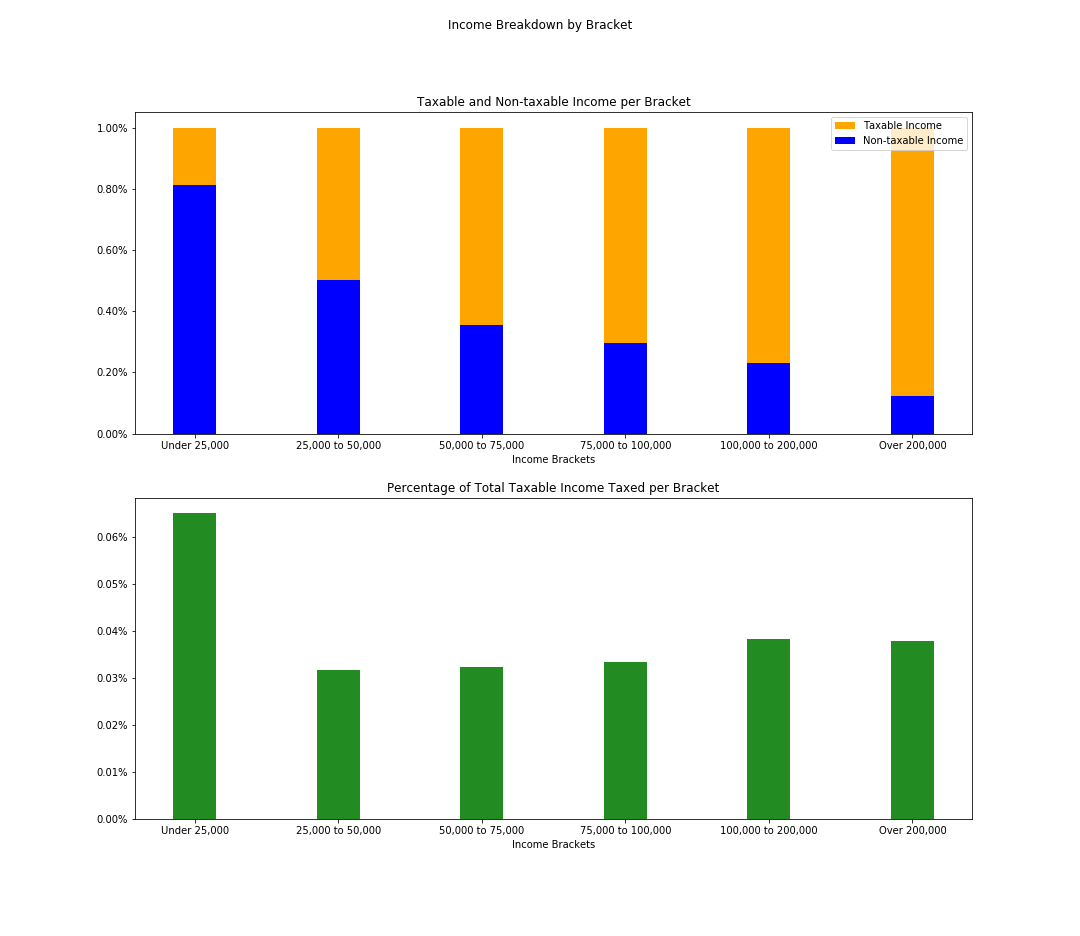 Income Breakdown by Bracket
Taxable and Non-taxable Income per Bracket
Taxable Income
Non-taxable Income
1.00%
0.80%
0.60%
0.40%
0.20%
0.00%
Under 25,000 25,000 to 50,000 50,000 to 75,000 75,000 to 100,000 100,000 to 200,000 Over 200,000
Income Brackets
Percentage of Total Taxable Income Taxed per Bracket
0.06%
0.05%
0.04%
0.03%
0.02%
0.01%
0.00%
Under 25,000 25,000 to 50,000 50,000 to 75,000 75,000 to 100,000 100,000 to 200,000 Over 200,000
Income Brackets